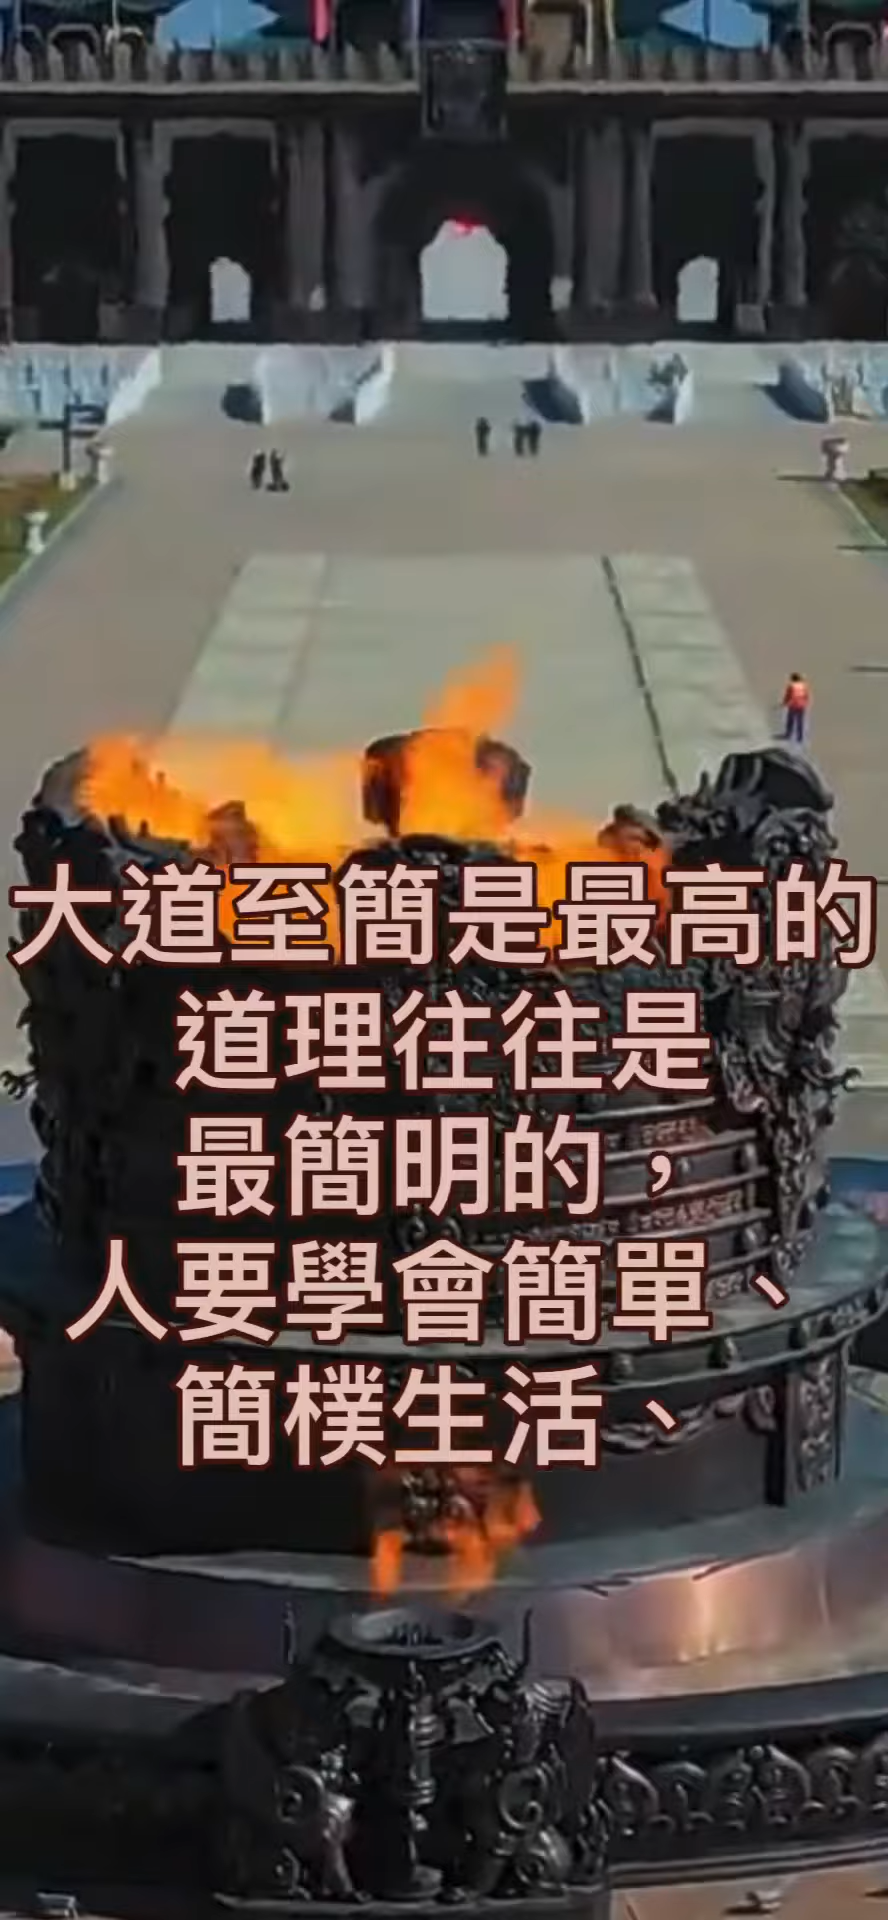 大道至簡是最高的
道理往往是
最簡明的，
人要學會簡單、
簡樸生活、